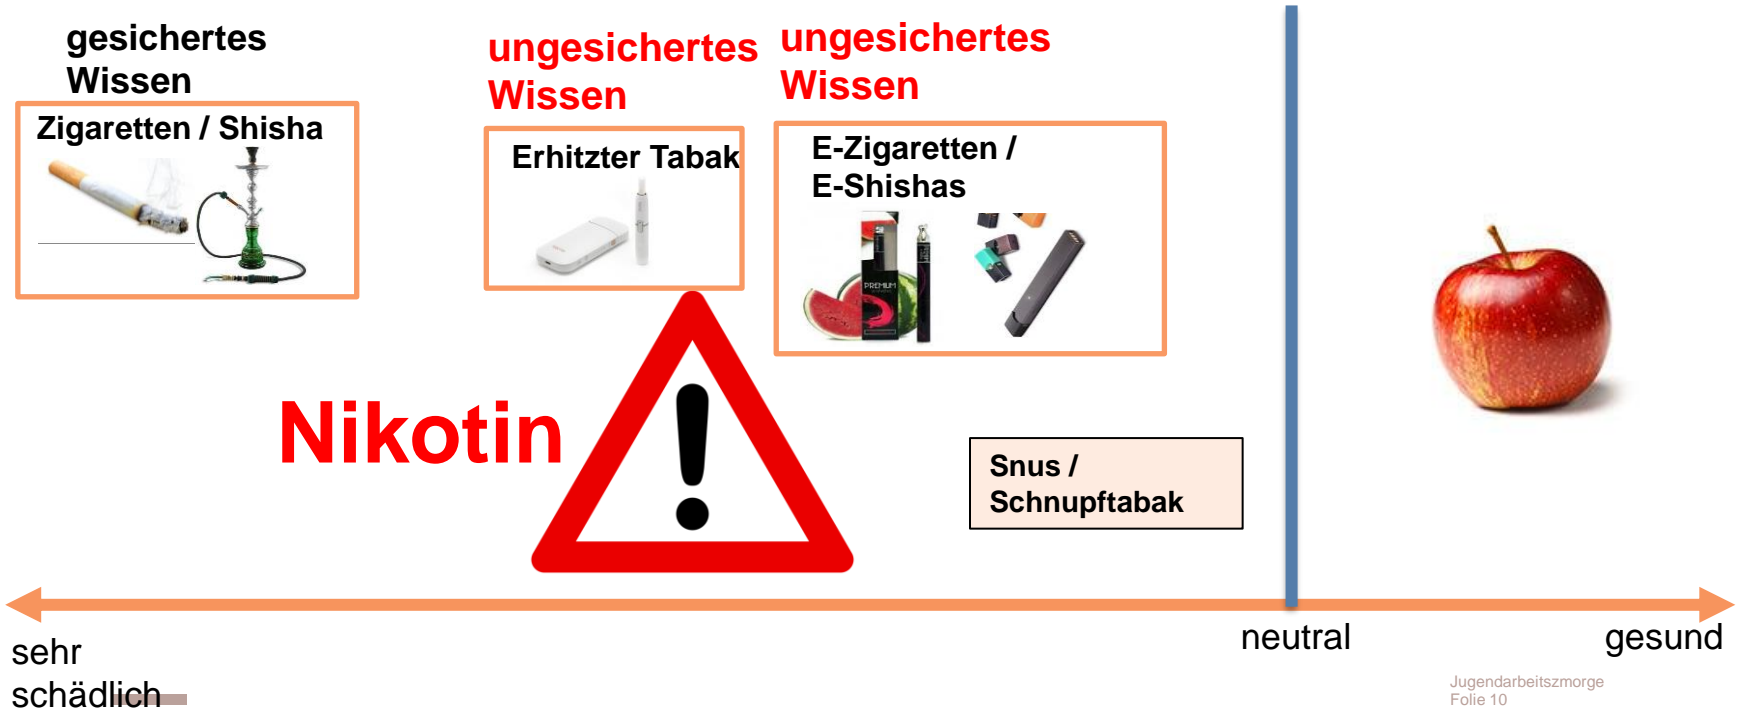 gesichertes
Wissen
Zigaretten / Shisha
ungesichertes
Wissen
Erhitzter Tabak
ungesichertes
Wissen
E-Zigaretten /
E-Shishas
PREMIUM
Nikotin
Snus /
Schnupftabak
sehr
schädlich
neutral
gesund
Jugendarbeitszmorge
Folie 10